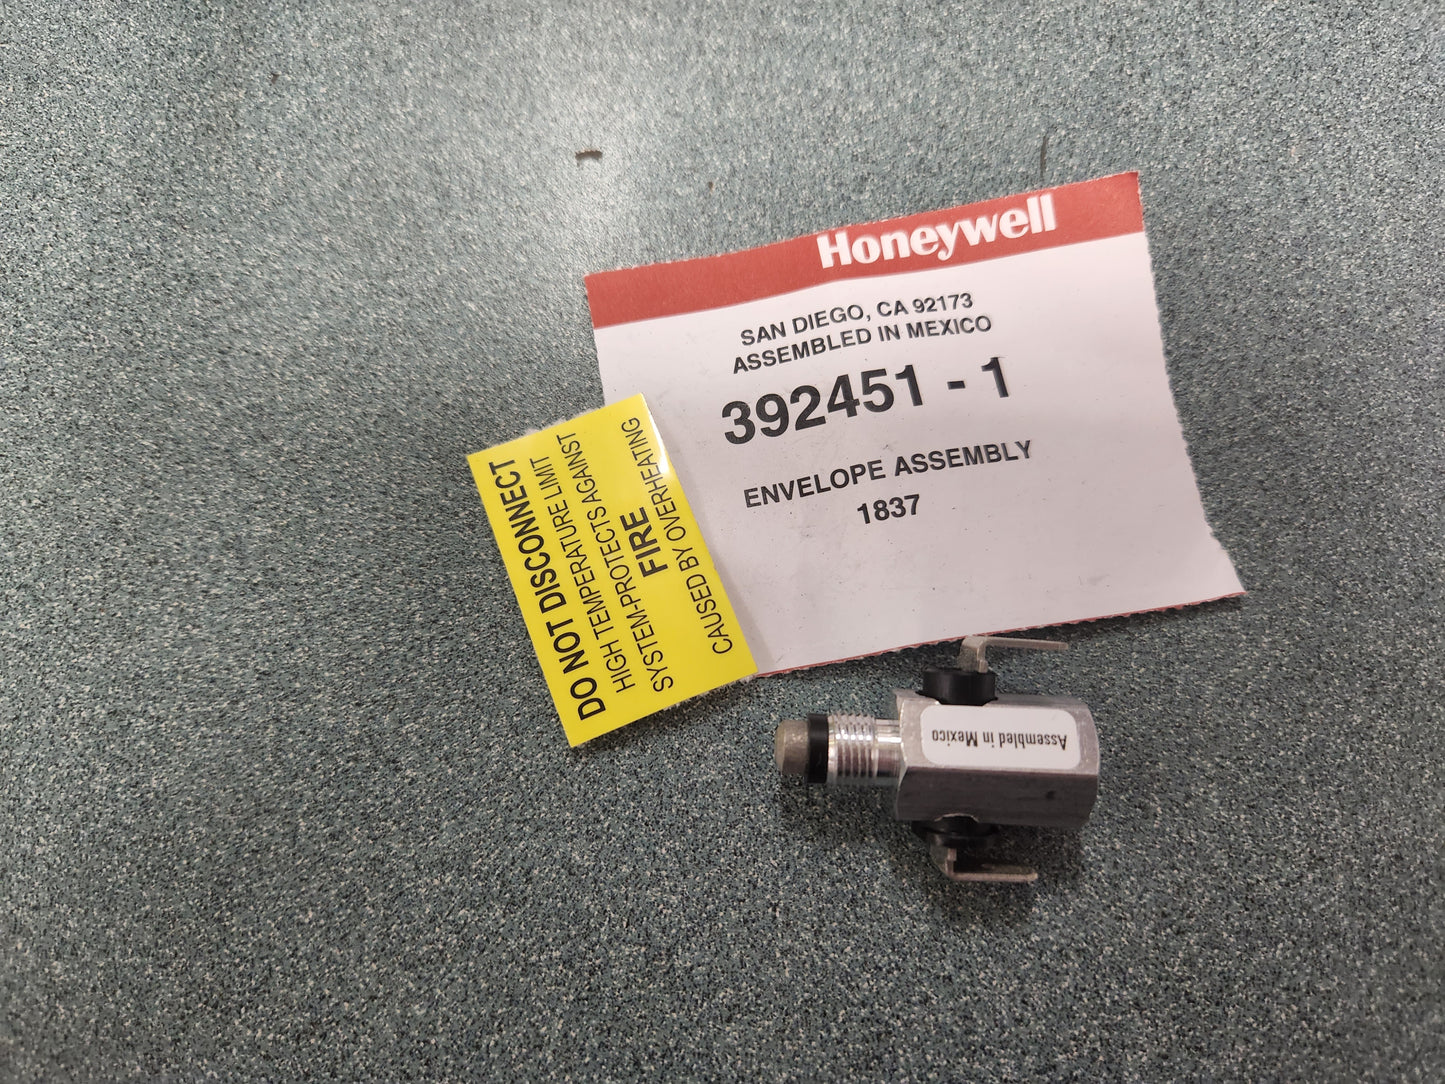 Honeywell
SAN DIEGO, CA 92173
ASSEMBLED IN MEXICO
392451 - 1
ENVELOPE ASSEMBLY
1837
DO NOT DISCONNECT
HIGH TEMPERATURE LIMIT
SYSTEM-PROTECTS AGAINST
FIRE
CAUSED BY OVERHEATING
Assembled in Mexico